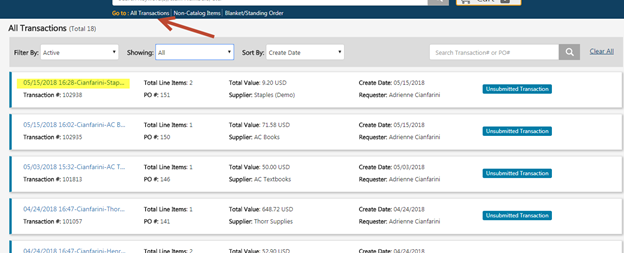 Go to : All Transactions | Non-Catalog Items | Blanket/Standing Order
All Transactions (Total 18)
Filter By: Active Showing: All Sort By: Create Date Search Transaction# or PO# Clear All
05/15/2018 16:28-Cianfarini-Stap... Total Line Items: 2 Total Value: 9.20 USD Create Date: 05/15/2018 Unsubmitted Transaction
Transaction #: 102938 PO #: 151 Supplier: Staples (Demo) Requester: Adrienne Cianfarini
05/15/2018 16:02-Cianfarini-AC B... Total Line Items: 1 Total Value: 71.58 USD Create Date: 05/15/2018 Unsubmitted Transaction
Transaction #: 102935 PO #: 150 Supplier: AC Books Requester: Adrienne Cianfarini
05/03/2018 15:32-Cianfarini-AC T... Total Line Items: 1 Total Value: 50.00 USD Create Date: 05/03/2018 Unsubmitted Transaction
Transaction #: 101813 PO #: 146 Supplier: AC Textbooks Requester: Adrienne Cianfarini
04/24/2018 16:47-Cianfarini-Thor... Total Line Items: 1 Total Value: 648.72 USD Create Date: 04/24/2018 Unsubmitted Transaction
Transaction #: 101057 PO #: 141 Supplier: Thorr Supplies Requester: Adrienne Cianfarini
04/24/2018 16:47-Cianfarini-Henr... Total Line Items: 2 Total Value: 52.90 USD Create Date: 04/24/2018